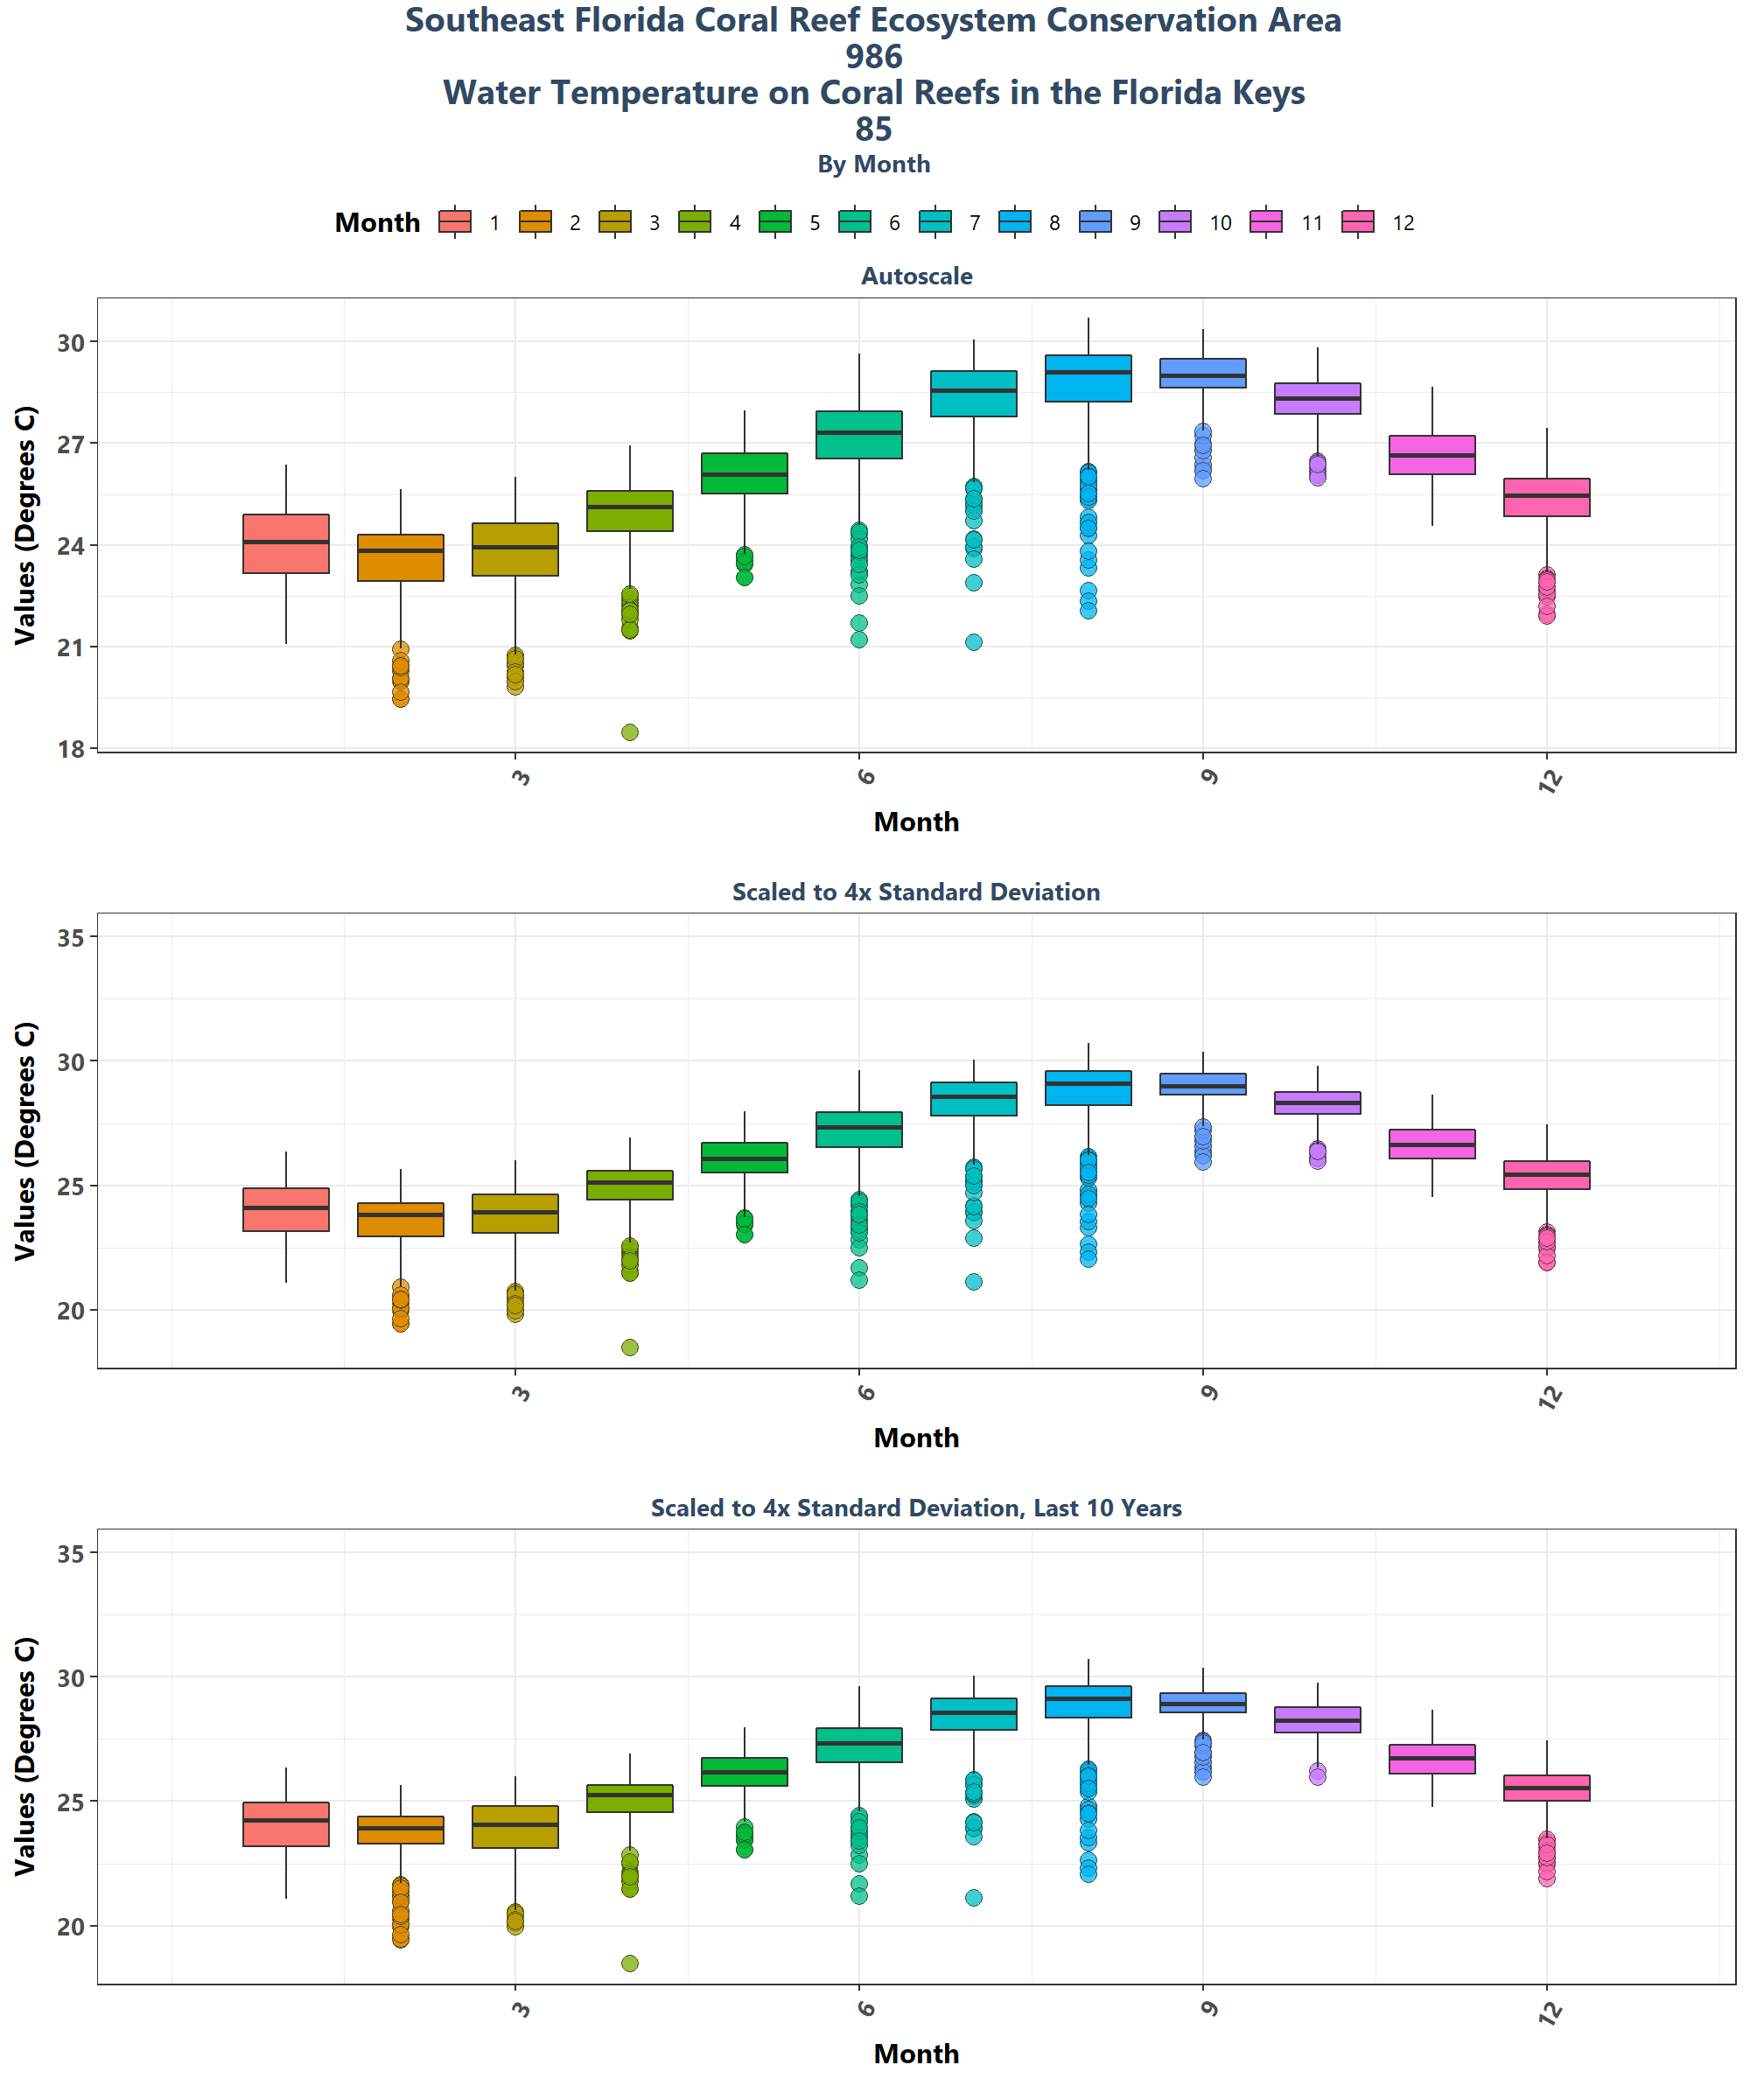 Southeast Florida Coral Reef Ecosystem Conservation Area
986
Water Temperature on Coral Reefs in the Florida Keys
85
By Month
Month 1 2 3 4 5 6 7 8 9 10 11 12
Autoscale
Values (Degrees C)
30
27
24
21
18
3 6 9 12
Month
Scaled to 4x Standard Deviation
Values (Degrees C)
35
30
25
20
3 6 9 12
Month
Scaled to 4x Standard Deviation, Last 10 Years
Values (Degrees C)
35
30
25
20
3 6 9 12
Month